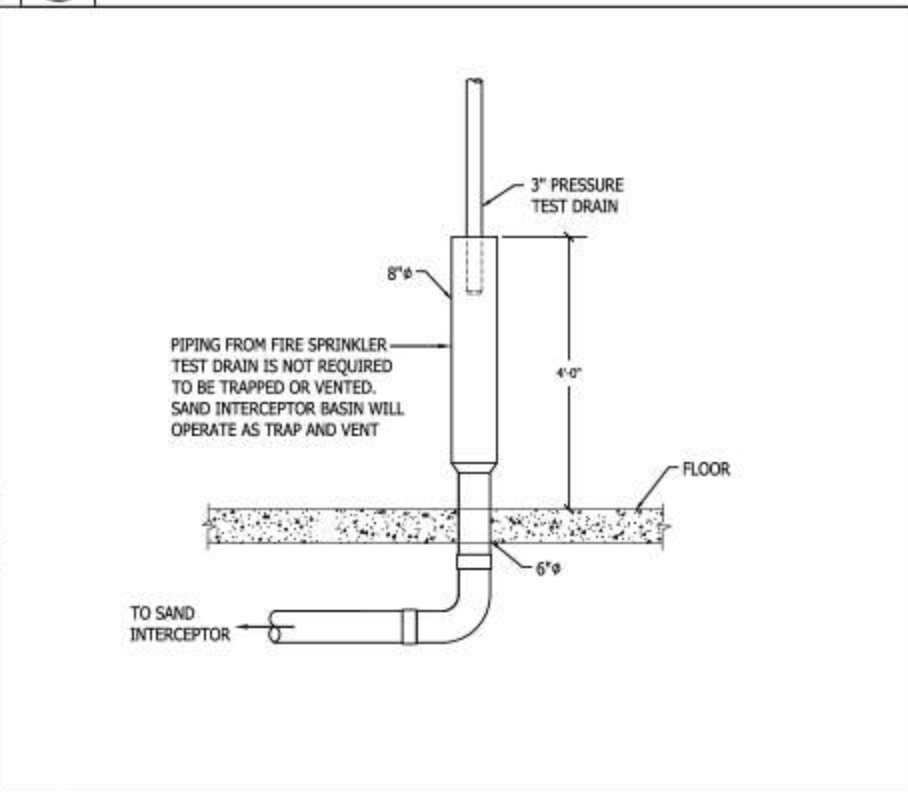 3" PRESSURE
TEST DRAIN
8"ø
PIPING FROM FIRE SPRINKLER
TEST DRAIN IS NOT REQUIRED
TO BE TRAPPED OR VENTED.
SAND INTERCEPTOR BASIN WILL
OPERATE AS TRAP AND VENT
4'-0"
FLOOR
6"ø
TO SAND
INTERCEPTOR